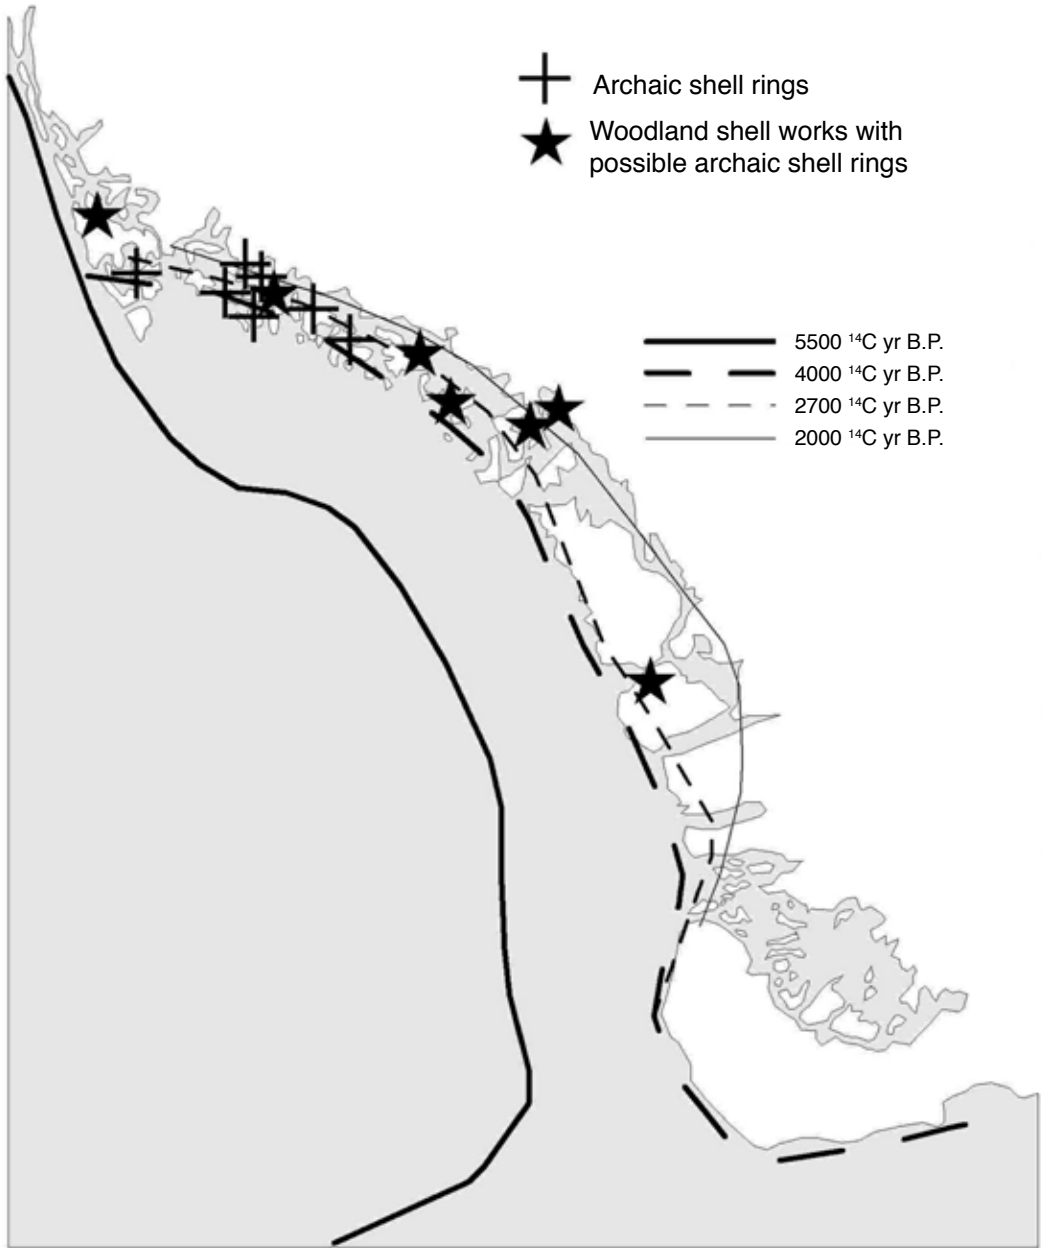 Archaic shell rings
Woodland shell works with
possible archaic shell rings
5500 ¹⁴C yr B.P.
4000 ¹⁴C yr B.P.
2700 ¹⁴C yr B.P.
2000 ¹⁴C yr B.P.